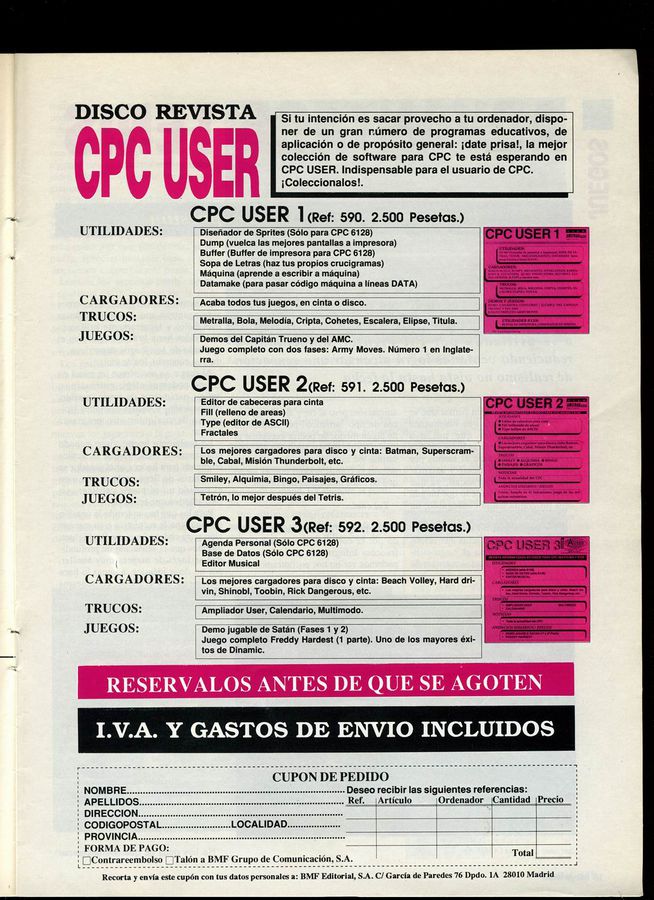 DISCO REVISTA
CPC USER
Si tu intención es sacar provecho a tu ordenador, dispo-
ner de un gran número de programas educativos, de
aplicación o de propósito general: ¡date prisa!, la mejor
colección de software para CPC te está esperando en
CPC USER. Indispensable para el usuario de CPC.
¡Coleccionalos!.
CPC USER 1 (Ref: 590. 2.500 Pesetas.)
UTILIDADES:
Diseñador de Sprites (Sólo para CPC 6128)
Dump (vuelca las mejores pantallas a impresora)
Buffer (Buffer de impresora para CPC 6128)
Sopa de Letras (haz tus propios crucigramas)
Máquina (aprende a escribir a máquina)
Datamake (para pasar código máquina a líneas DATA)
CARGADORES:
Acaba todos tus juegos, en cinta o disco.
TRUCOS:
Metralla, Bola, Melodía, Cripta, Cohetes, Escalera, Elipse, Titula.
JUEGOS:
Demos del Capitán Trueno y del AMC.
Juego completo con dos fases: Army Moves. Número 1 en Inglate-
rra.
CPC USER 1
CPC USER 2 (Ref: 591. 2.500 Pesetas.)
UTILIDADES:
Editor de cabeceras para cinta
Fill (relleno de areas)
Type (editor de ASCII)
Fractales
CARGADORES:
Los mejores cargadores para disco y cinta: Batman, Superscram-
ble, Cabal, Misión Thunderbolt, etc.
TRUCOS:
Smiley, Alquimia, Bingo, Paisajes, Gráficos.
JUEGOS:
Tetrón, lo mejor después del Tetris.
CPC USER 2
CPC USER 3 (Ref: 592. 2.500 Pesetas.)
UTILIDADES:
Agenda Personal (Sólo CPC 6128)
Base de Datos (Sólo CPC 6128)
Editor Musical
CARGADORES:
Los mejores cargadores para disco y cinta: Beach Volley, Hard dri-
vin, Shinobl, Toobin, Rick Dangerous, etc.
TRUCOS:
Ampliador User, Calendario, Multimodo.
JUEGOS:
Demo jugable de Satán (Fases 1 y 2)
Juego completo Freddy Hardest (1 parte). Uno de los mayores éxi-
tos de Dinamic.
CPC USER 3
RESERVALOS ANTES DE QUE SE AGOTEN
I.V.A. Y GASTOS DE ENVIO INCLUIDOS
CUPON DE PEDIDO
NOMBRE
APELLIDOS
DIRECCION
CODIGOPOSTAL LOCALIDAD
PROVINCIA
FORMA DE PAGO:
Contrareembolso Talón a BMF Grupo de Comunicación, S.A.
Deseo recibir las siguientes referencias:
Ref. Artículo Ordenador Cantidad Precio
Total
Recorta y envía este cupón con tus datos personales a: BMF Editorial, S.A. C/ García de Paredes 76 Dpdo. 1A 28010 Madrid